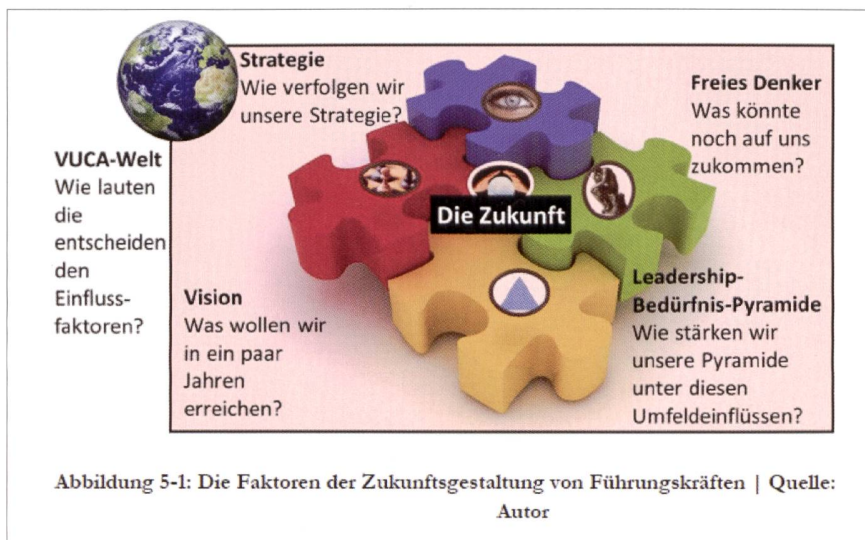 Strategie
Wie verfolgen wir
unsere Strategie?
Freies Denker
Was könnte
noch auf uns
zukommen?
VUCA-Welt
Wie lauten
die
entscheiden
den
Einfluss-
faktoren?
Die Zukunft
Vision
Was wollen wir
in ein paar
Jahren
erreichen?
Leadership-
Bedürfnis-Pyramide
Wie stärken wir
unsere Pyramide
unter diesen
Umfeldeinflüssen?
Abbildung 5-1: Die Faktoren der Zukunftsgestaltung von Führungskräften | Quelle:
Autor